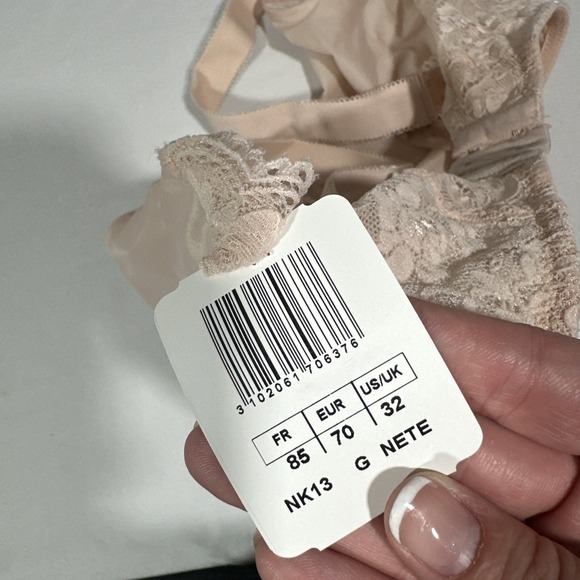 3 102061 706376
FR EUR US/UK
85 70 32
NK13 G NETE